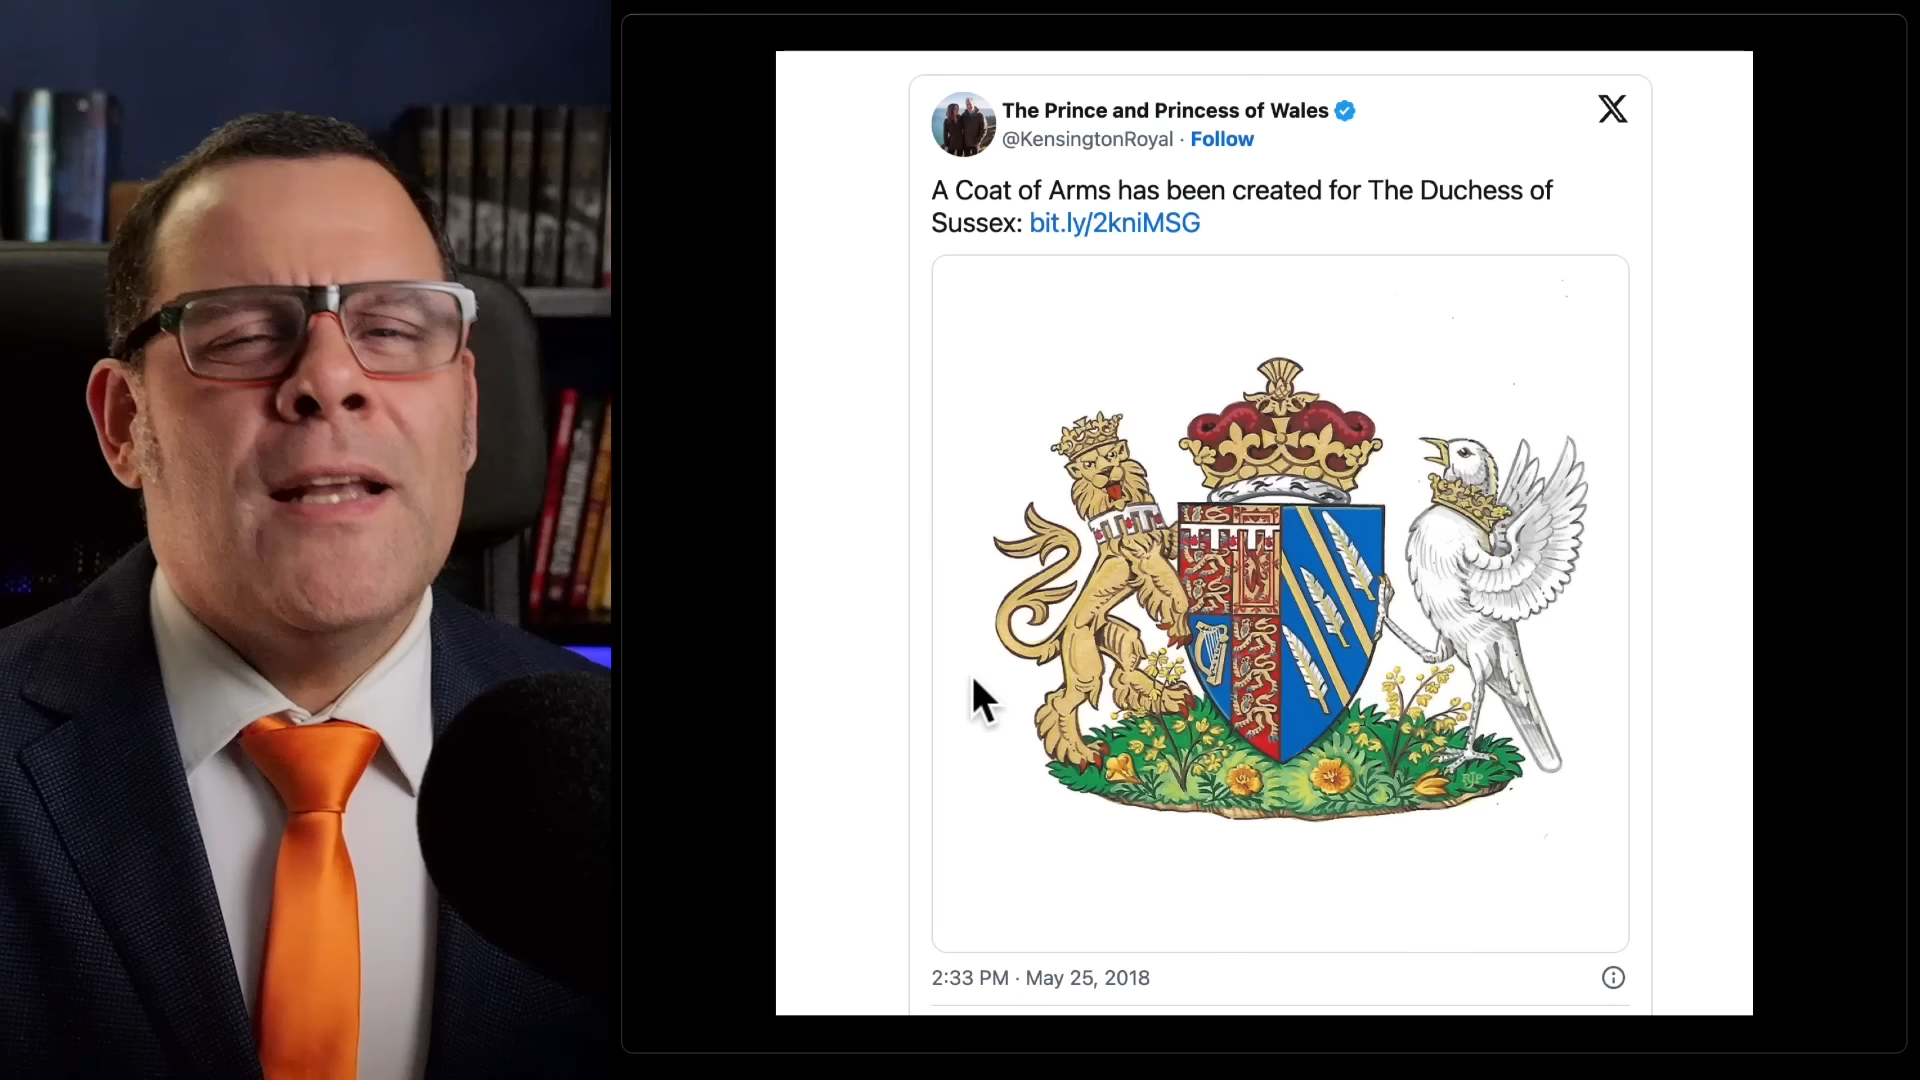 The Prince and Princess of Wales
@KensingtonRoyal · Follow
A Coat of Arms has been created for The Duchess of
Sussex: bit.ly/2kniMSG
RJP
2:33 PM · May 25, 2018